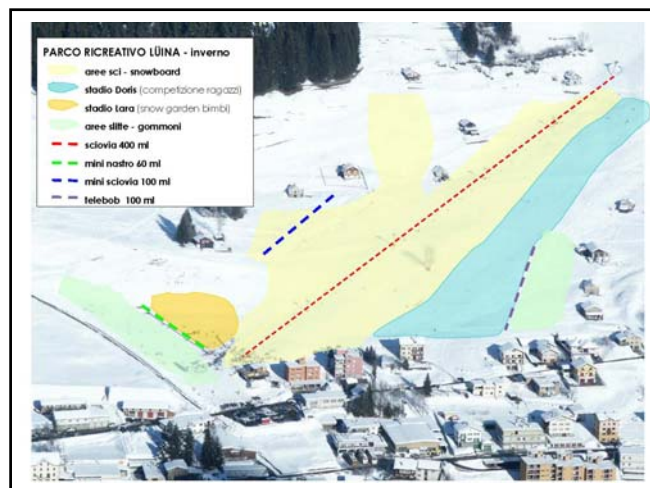 PARCO RICREATIVO LÜINA - inverno
aree sci - snowboard
stadio Doris (competizione ragazzi)
stadio Lara (snow garden bimbi)
aree slitte - gommoni
sciovia 400 ml
mini nastro 60 ml
mini sciovia 100 ml
telebob 100 ml